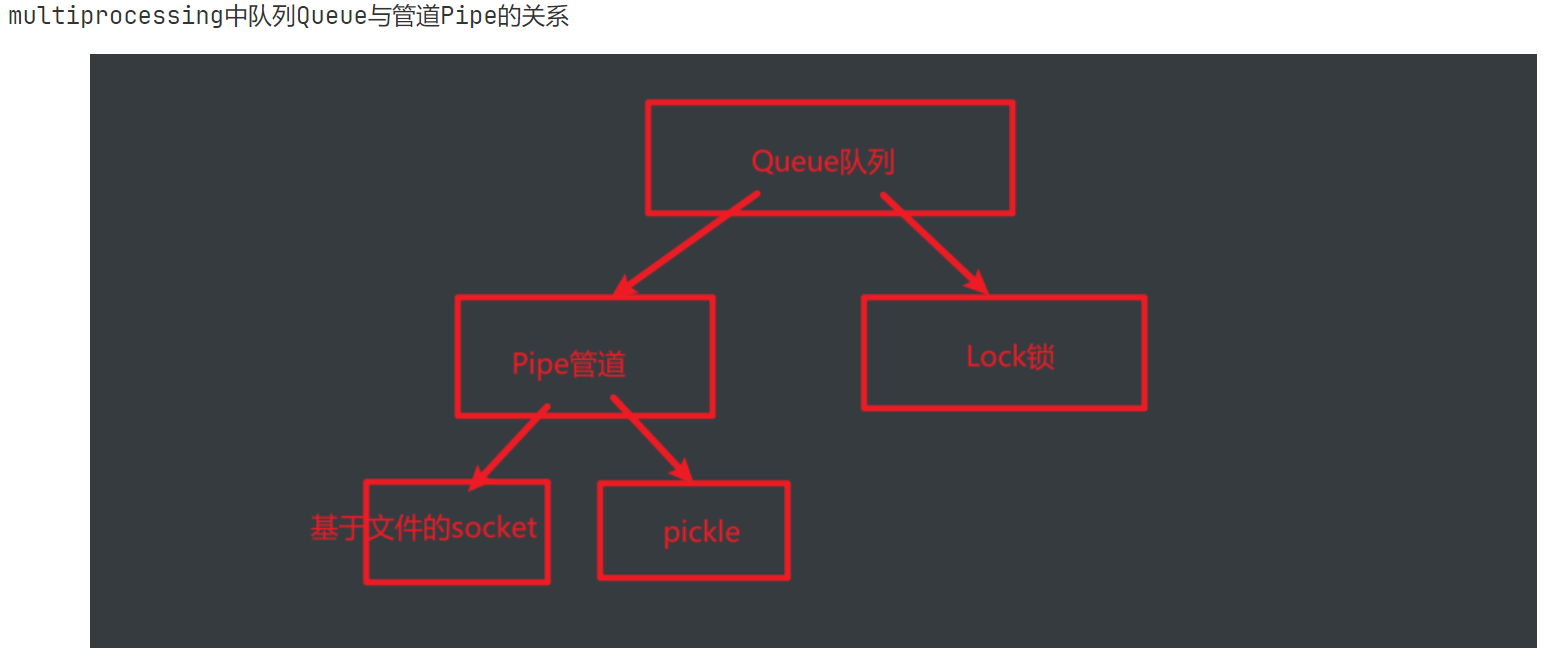 multiprocessing中队列Queue与管道Pipe的关系
Queue队列
Pipe管道
Lock锁
基于文件的socket
pickle